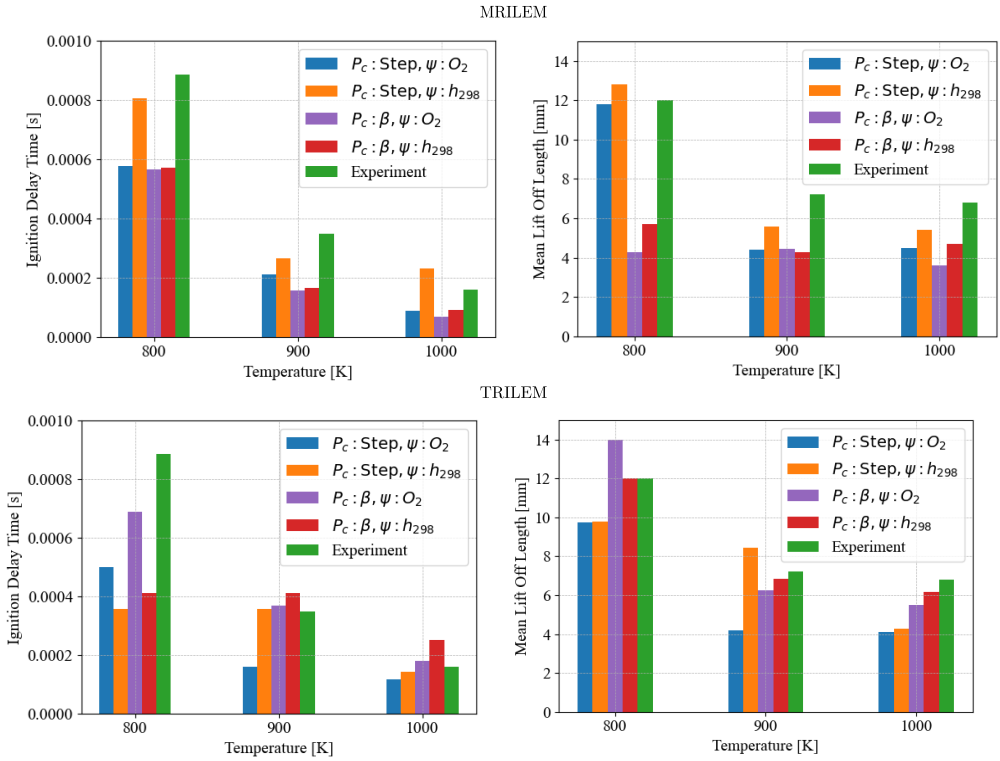 MRILEM
0.0010
0.0008
0.0006
0.0004
0.0002
0.0000
Ignition Delay Time [s]
P_c : Step, ψ : O_2
P_c : Step, ψ : h_298
P_c : β, ψ : O_2
P_c : β, ψ : h_298
Experiment
800 900 1000
Temperature [K]
14
12
10
8
6
4
2
0
Mean Lift Off Length [mm]
P_c : Step, ψ : O_2
P_c : Step, ψ : h_298
P_c : β, ψ : O_2
P_c : β, ψ : h_298
Experiment
800 900 1000
Temperature [K]
TRILEM
0.0010
0.0008
0.0006
0.0004
0.0002
0.0000
Ignition Delay Time [s]
P_c : Step, ψ : O_2
P_c : Step, ψ : h_298
P_c : β, ψ : O_2
P_c : β, ψ : h_298
Experiment
800 900 1000
Temperature [K]
14
12
10
8
6
4
2
0
Mean Lift Off Length [mm]
P_c : Step, ψ : O_2
P_c : Step, ψ : h_298
P_c : β, ψ : O_2
P_c : β, ψ : h_298
Experiment
800 900 1000
Temperature [K]